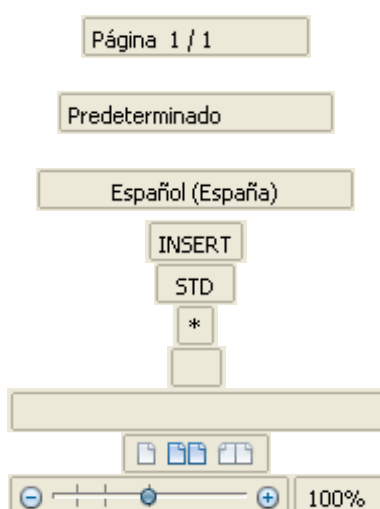 Página 1 / 1
Predeterminado
Español (España)
INSERT
STD
*
100%